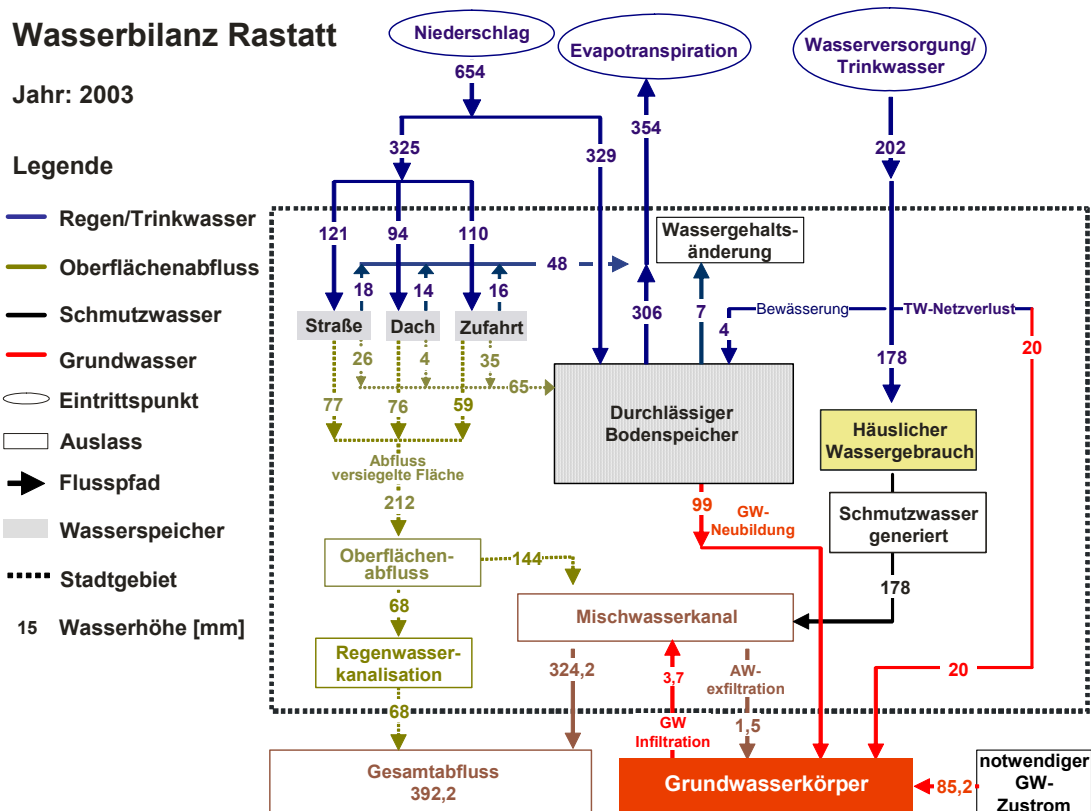 Wasserbilanz Rastatt
Jahr: 2003
Legende
Regen/Trinkwasser
Oberflächenabfluss
Schmutzwasser
Grundwasser
Eintrittspunkt
Auslass
Flusspfad
Wasserspeicher
Stadtgebiet
15 Wasserhöhe [mm]
Niederschlag
Evapotranspiration
Wasserversorgung/
Trinkwasser
654
354
202
325
329
121
94
110
Wassergehalts-
änderung
48
18
14
16
306
7
4
Bewässerung
TW-Netzverlust
20
Straße
Dach
Zufahrt
26
4
35
65
178
77
76
59
Durchlässiger
Bodenspeicher
Häuslicher
Wassergebrauch
Abfluss
versiegelte Fläche
212
99
GW-
Neubildung
Schmutzwasser
generiert
Oberflächen-
abfluss
144
178
68
Mischwasserkanal
Regenwasser-
kanalisation
324,2
3,7
AW-
exfiltration
20
68
GW
Infiltration
1,5
Gesamtabfluss
392,2
Grundwasserkörper
85,2
notwendiger
GW-
Zustrom